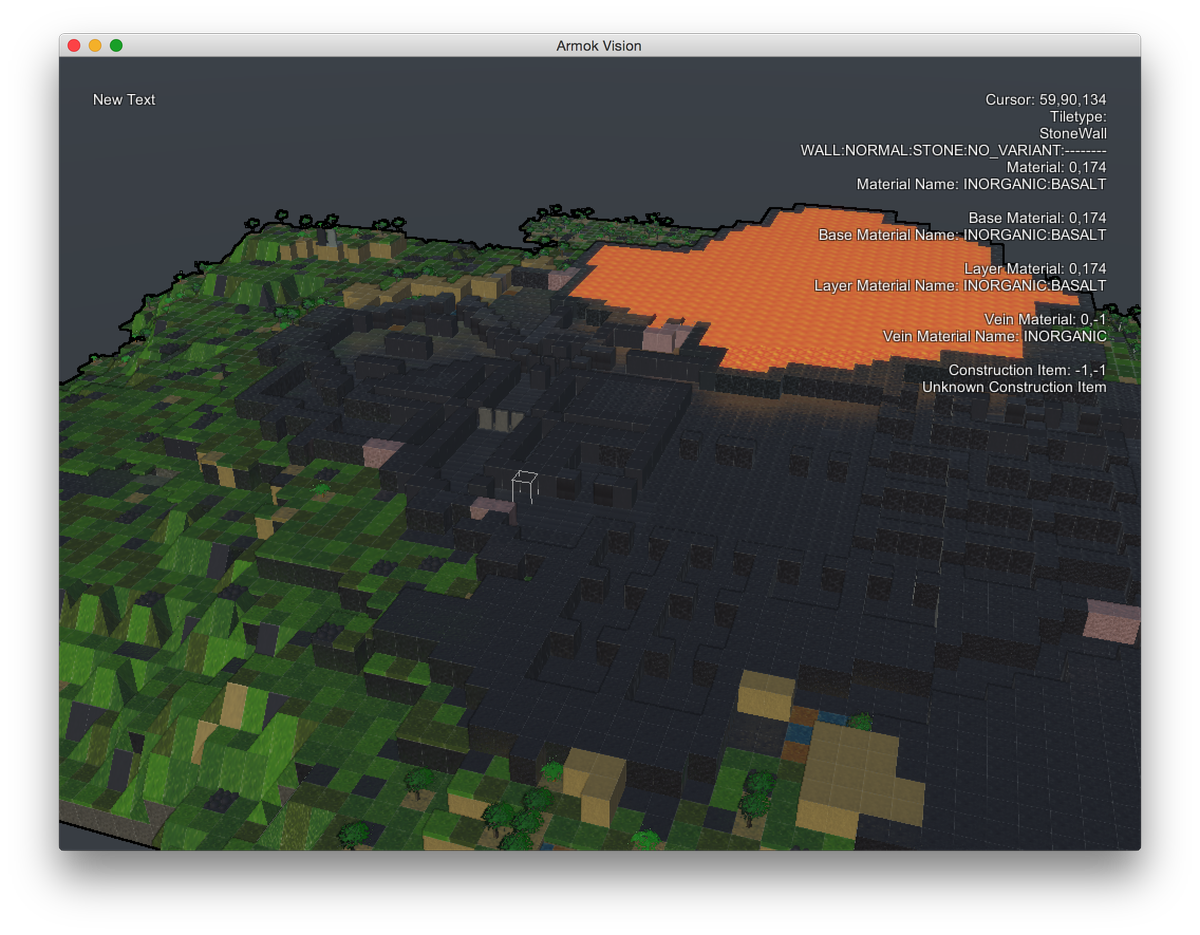 Armok Vision
New Text
Cursor: 59,90,134
Tiletype:
StoneWall
WALL:NORMAL:STONE:NO_VARIANT:--------
Material: 0,174
Material Name: INORGANIC:BASALT
Base Material: 0,174
Base Material Name: INORGANIC:BASALT
Layer Material: 0,174
Layer Material Name: INORGANIC:BASALT
Vein Material: 0,-1
Vein Material Name: INORGANIC
Construction Item: -1,-1
Unknown Construction Item